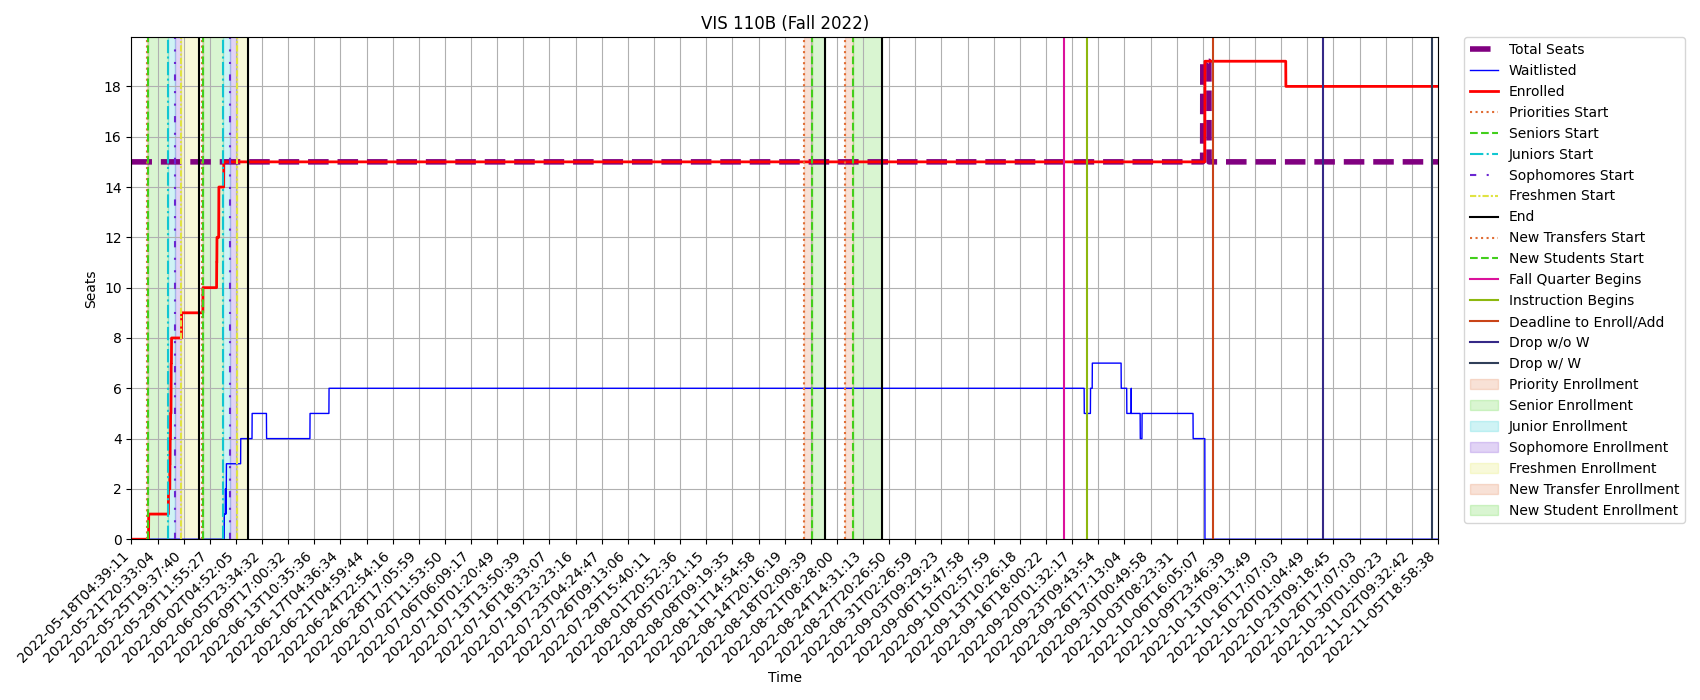 VIS 110B (Fall 2022)
Seats
18
16
14
12
10
8
6
4
2
0
2022-05-18T04:39:11
2022-05-21T20:33:04
2022-05-25T19:37:40
2022-05-29T11:55:27
2022-06-02T04:52:05
2022-06-05T23:34:32
2022-06-09T17:00:32
2022-06-13T10:35:36
2022-06-17T04:36:34
2022-06-21T04:59:44
2022-06-24T22:54:16
2022-06-28T17:05:59
2022-07-02T11:53:50
2022-07-06T06:09:17
2022-07-10T01:20:49
2022-07-13T13:50:39
2022-07-16T18:33:07
2022-07-19T23:23:16
2022-07-23T04:24:47
2022-07-26T09:13:06
2022-07-29T15:40:11
2022-08-01T20:52:36
2022-08-05T02:21:15
2022-08-08T09:19:35
2022-08-11T14:54:58
2022-08-14T20:16:19
2022-08-18T02:09:39
2022-08-21T08:28:00
2022-08-24T14:31:13
2022-08-27T20:26:50
2022-08-31T02:26:59
2022-09-03T09:29:23
2022-09-06T15:47:58
2022-09-10T02:57:59
2022-09-13T10:26:18
2022-09-16T18:00:22
2022-09-20T01:32:17
2022-09-23T09:43:54
2022-09-26T17:13:04
2022-09-30T00:49:58
2022-10-03T08:23:31
2022-10-06T16:05:07
2022-10-09T23:46:39
2022-10-13T09:13:49
2022-10-16T17:07:03
2022-10-20T01:04:49
2022-10-23T09:18:45
2022-10-26T17:07:03
2022-10-30T01:00:23
2022-11-02T09:32:42
2022-11-05T18:58:38
Time
Total Seats
Waitlisted
Enrolled
Priorities Start
Seniors Start
Juniors Start
Sophomores Start
Freshmen Start
End
New Transfers Start
New Students Start
Fall Quarter Begins
Instruction Begins
Deadline to Enroll/Add
Drop w/o W
Drop w/ W
Priority Enrollment
Senior Enrollment
Junior Enrollment
Sophomore Enrollment
Freshmen Enrollment
New Transfer Enrollment
New Student Enrollment